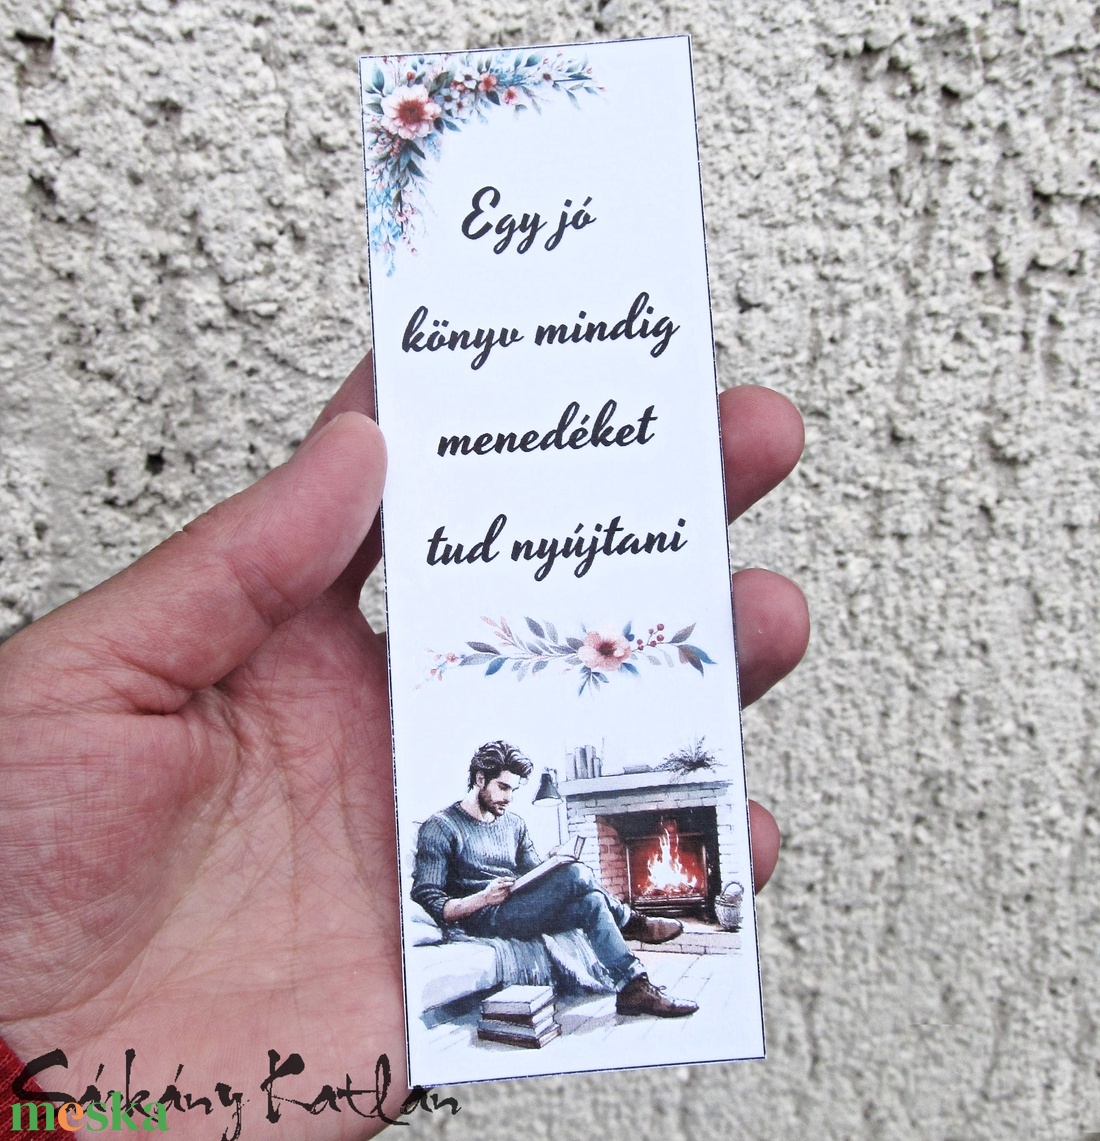 Egy jó
könyv mindig
menedéket
tud nyújtani
Sárkány Katlan
meska